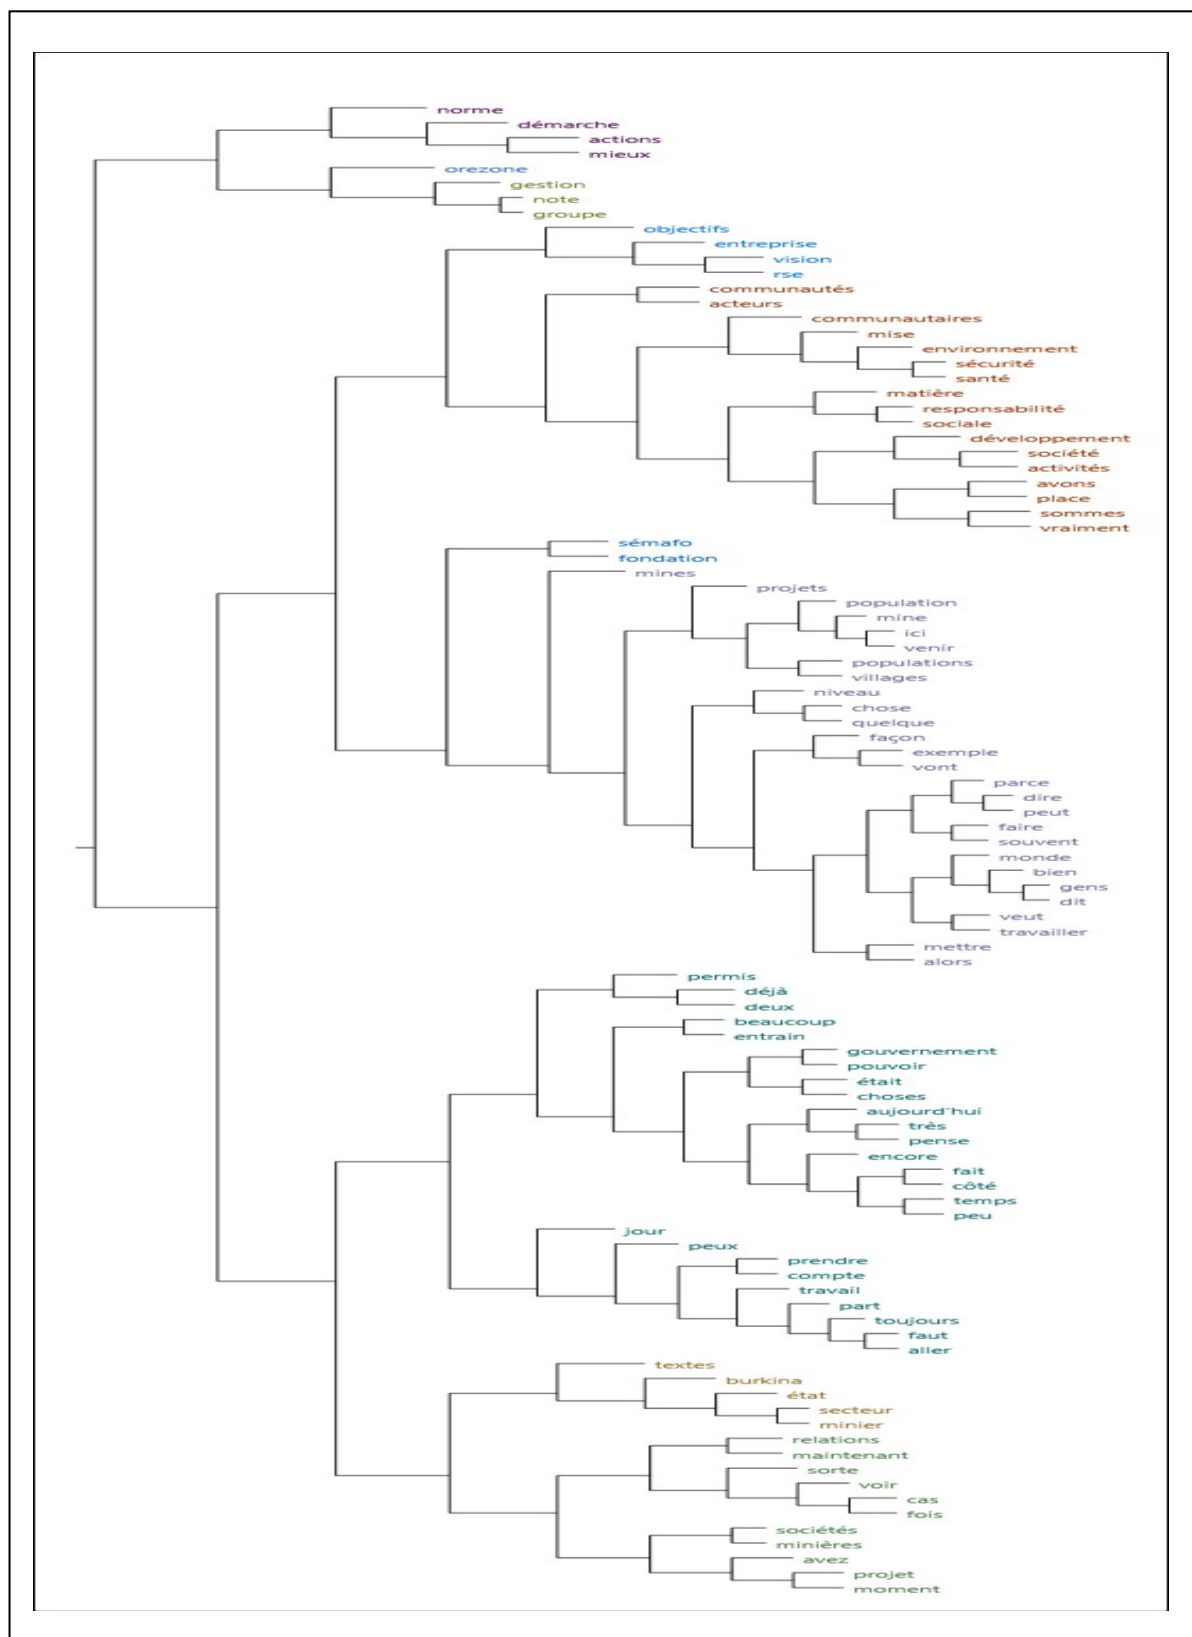 norme
démarche
actions
mieux
orezone
gestion
note
groupe
objectifs
entreprise
vision
rse
communautés
acteurs
communautaires
mise
environnement
sécurité
santé
matière
responsabilité
sociale
développement
société
activités
avons
place
sommes
vraiment
sémafo
fondation
mines
projets
population
mine
ici
venir
populations
villages
niveau
chose
quelque
façon
exemple
vont
parce
dire
peut
faire
souvent
monde
bien
gens
dit
veut
travailler
mettre
alors
permis
déjà
deux
beaucoup
entrain
gouvernement
pouvoir
était
choses
aujourd'hui
très
pense
encore
fait
côté
temps
peu
jour
peux
prendre
compte
travail
part
toujours
faut
aller
textes
burkina
état
secteur
minier
relations
maintenant
sorte
voir
cas
fois
sociétés
minières
avez
projet
moment